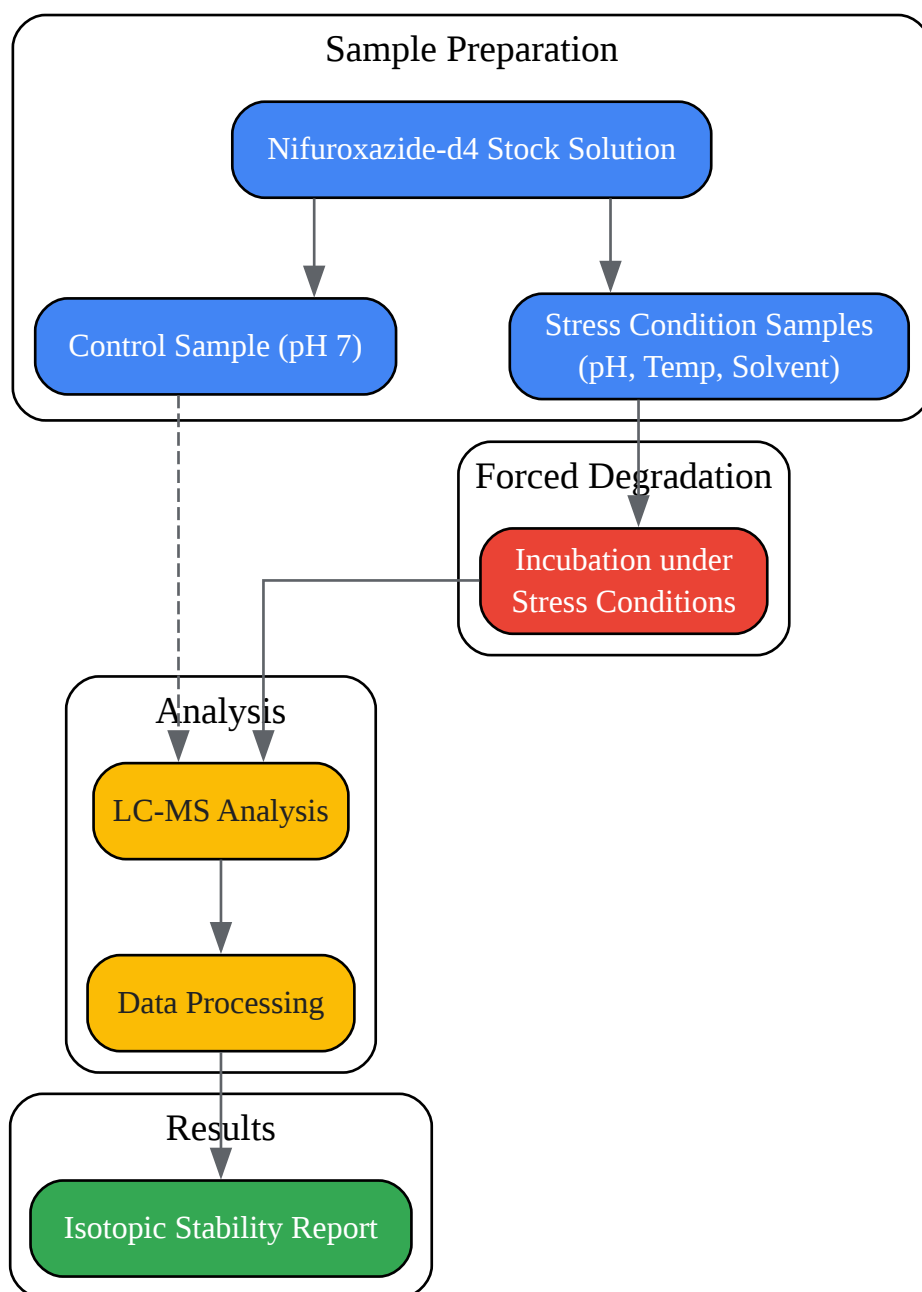 Sample Preparation
Nifuroxazide-d4 Stock Solution
Control Sample (pH 7)
Stress Condition Samples
(pH, Temp, Solvent)
Forced Degradation
Incubation under
Stress Conditions
Analysis
LC-MS Analysis
Data Processing
Results
Isotopic Stability Report